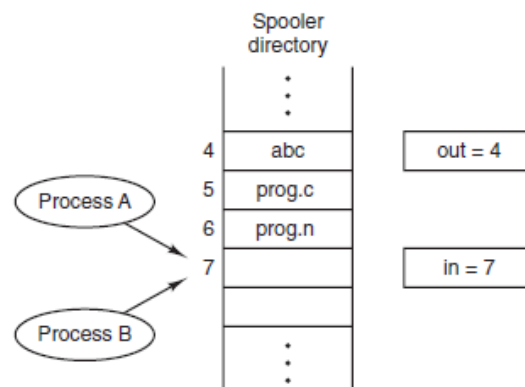 Spooler
directory
4 abc out = 4
5 prog.c
Process A
6 prog.n
7 in = 7
Process B